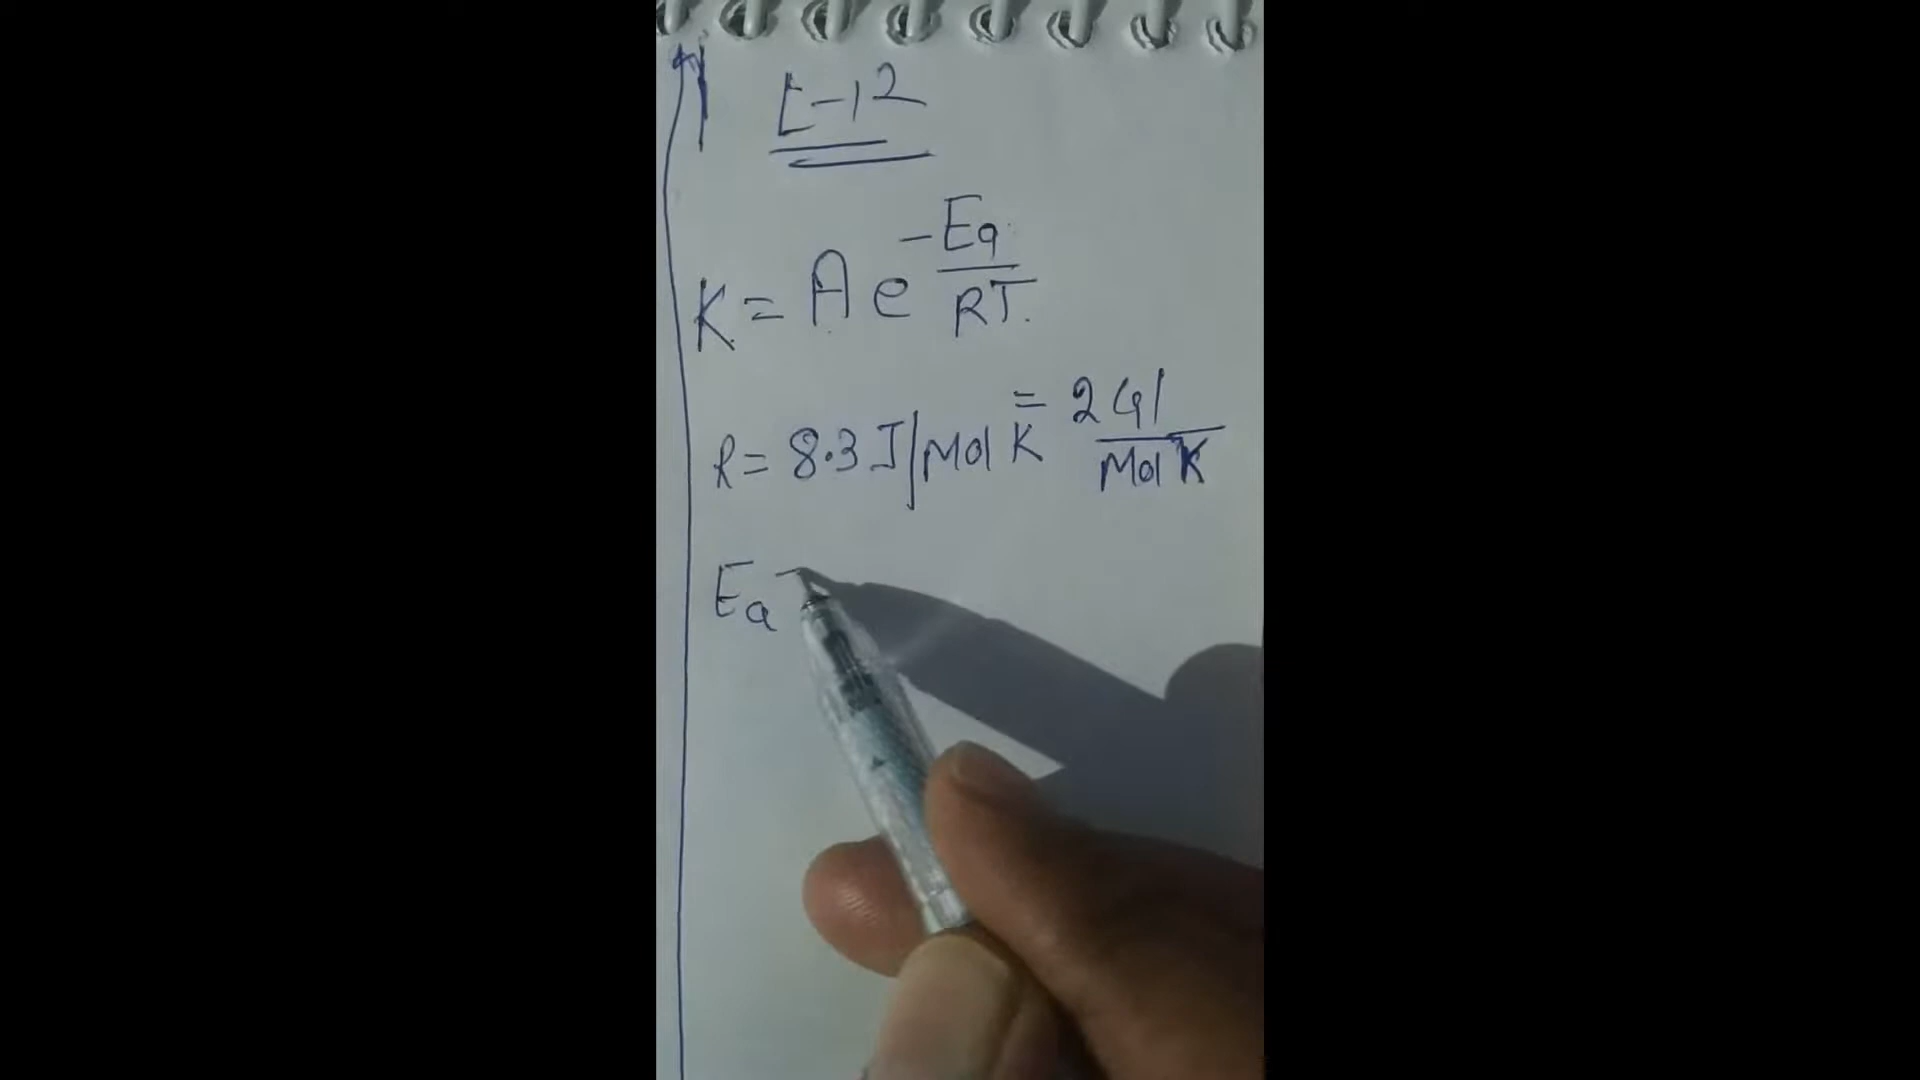 L-12
K = A e^{-Ea/RT}
R = 8.3 J/Mol K = 2 Cal/Mol K
Ea